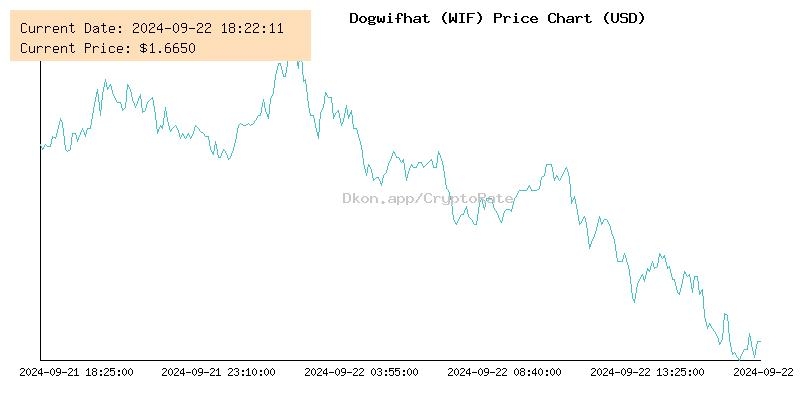 Dogwifhat (WIF) Price Chart (USD)
Current Date: 2024-09-22 18:22:11
Current Price: $1.6650
Dkon.app/CryptoRate
2024-09-21 18:25:00 2024-09-21 23:10:00 2024-09-22 03:55:00 2024-09-22 08:40:00 2024-09-22 13:25:00 2024-09-22